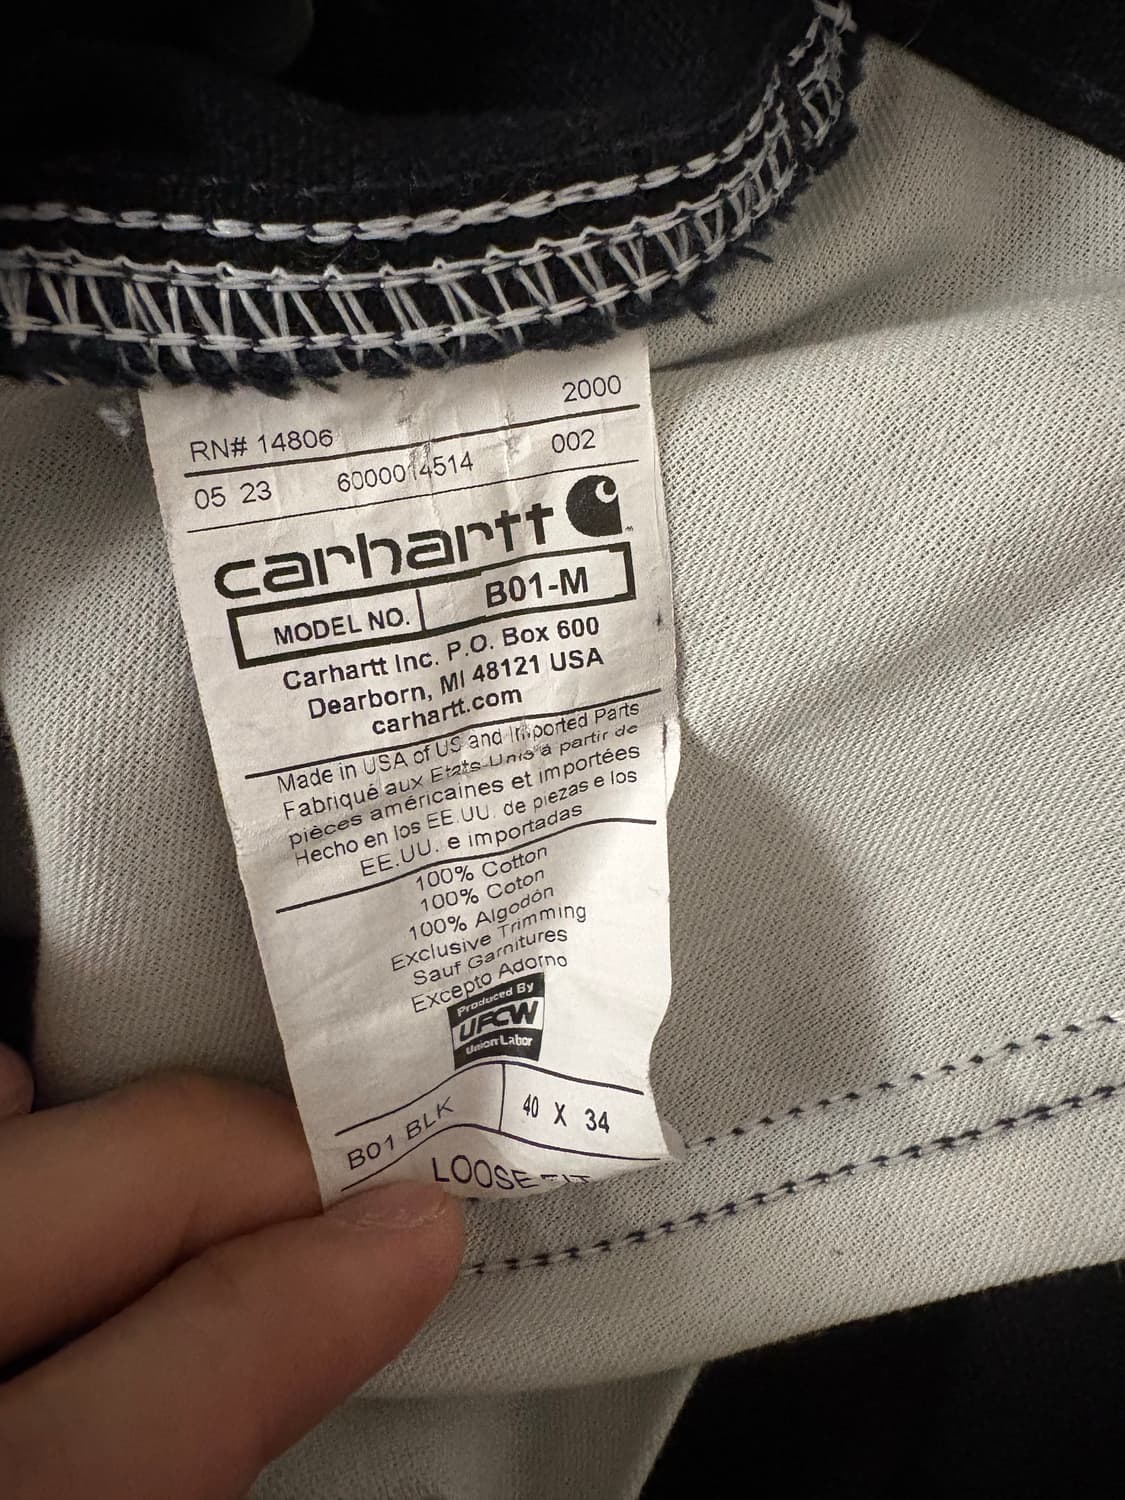 2000
RN# 14806
002
05 23 6000014514
carhartt
MODEL NO. B01-M
Carhartt Inc. P.O. Box 600
Dearborn, MI 48121 USA
carhartt.com
Made in USA of US and Imported Parts
Fabriqué aux Etats-Unis à partir de
pièces américaines et importées
Hecho en los EE.UU. de piezas e los
EE.UU. e importadas
100% Cotton
100% Coton
100% Algodón
Exclusive Trimming
Sauf Garnitures
Excepto Adorno
Produced By
UFCW
Union Labor
B01 BLK 40 X 34
LOOSE FIT